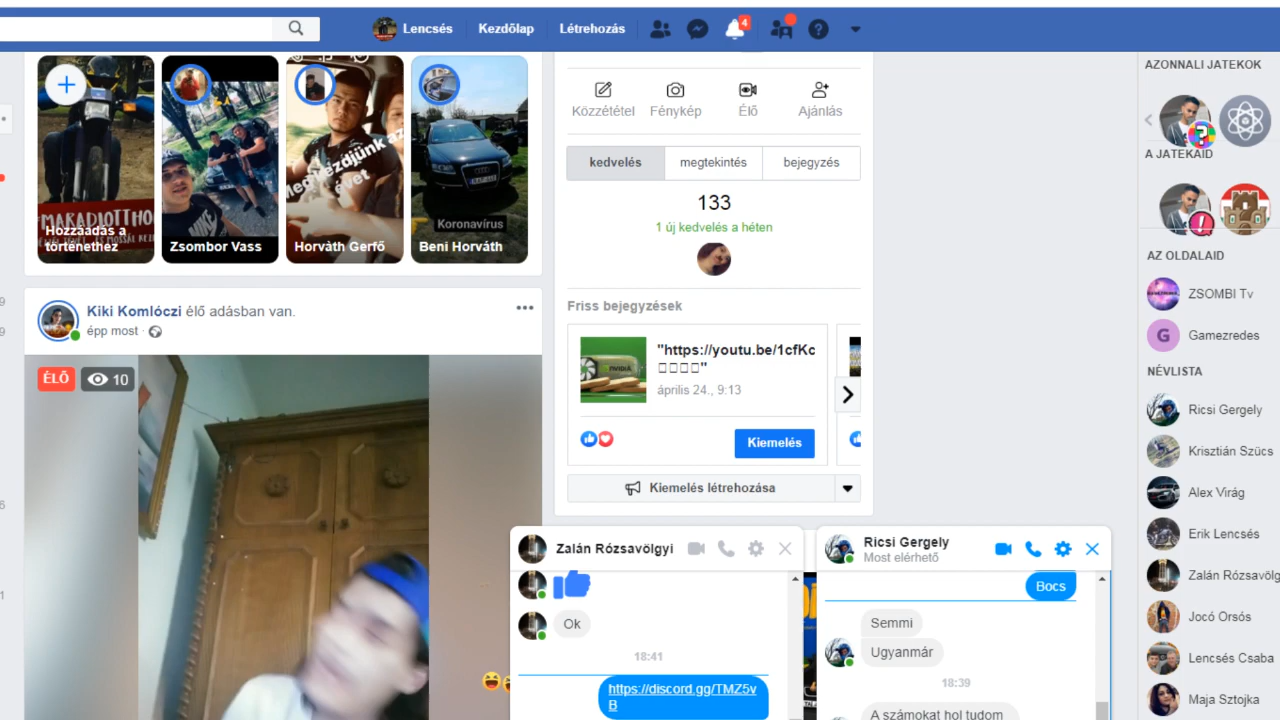 Lencsés
Kezdőlap
Létrehozás
4
Hozzáadás a
történethez
Zsombor Vass
Megkezdjünk az
évet
Horváth Gerfő
Koronavírus
Beni Horváth
Kiki Komlóczi élő adásban van.
épp most
ÉLŐ
10
Közzététel
Fénykép
Élő
Ajánlás
kedvelés
megtekintés
bejegyzés
133
1 új kedvelés a héten
Friss bejegyzések
"https://youtu.be/1cfKc
□□□□"
április 24., 9:13
Kiemelés
Kiemelés létrehozása
Zalán Rózsavölgyi
Ok
18:41
https://discord.gg/TMZ5v
B
Ricsi Gergely
Most elérhető
Bocs
Semmi
Ugyanmár
18:39
A számokat hol tudom
AZONNALI JATEKOK
A JATEKAID
AZ OLDALAID
ZSOMBI Tv
G
Gamezredes
NÉVLISTA
Ricsi Gergely
Krisztián Szücs
Alex Virág
Erik Lencsés
Zalán Rózsavölg
Jocó Orsós
Lencsés Csaba
Maja Sztojka